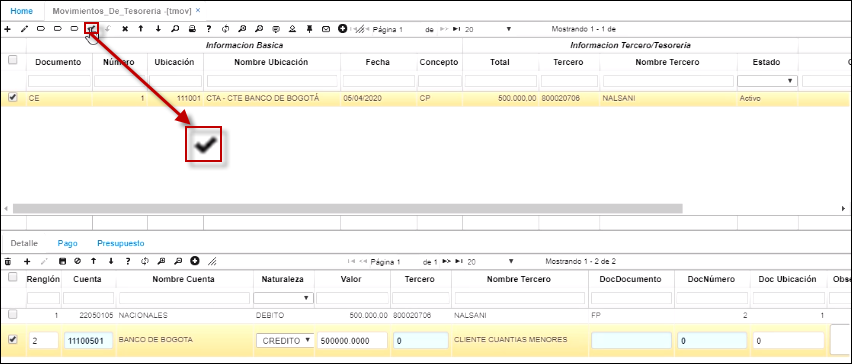 Home Movimientos_De_Tesoreria -[tmov] ×
Página 1 de 20 Mostrando 1 - 1 de
Informacion Basica Informacion Tercero/Tesoreria
Documento Número Ubicación Nombre Ubicación Fecha Concepto Total Tercero Nombre Tercero Estado
CE 1 111001 CTA - CTE BANCO DE BOGOTÁ 05/04/2020 CP 500.000,00 800020706 NALSANI Activo
Detalle Pago Presupuesto
Página 1 de 1 20 Mostrando 1 - 2 de 2
Renglón Cuenta Nombre Cuenta Naturaleza Valor Tercero Nombre Tercero DocDocumento DocNúmero Doc Ubicación Obse
1 22050105 NACIONALES DEBITO 500.000,00 800020706 NALSANI FP 2 1
2 11100501 BANCO DE BOGOTA CREDITO 500000.0000 0 CLIENTE CUANTIAS MENORES 0 0